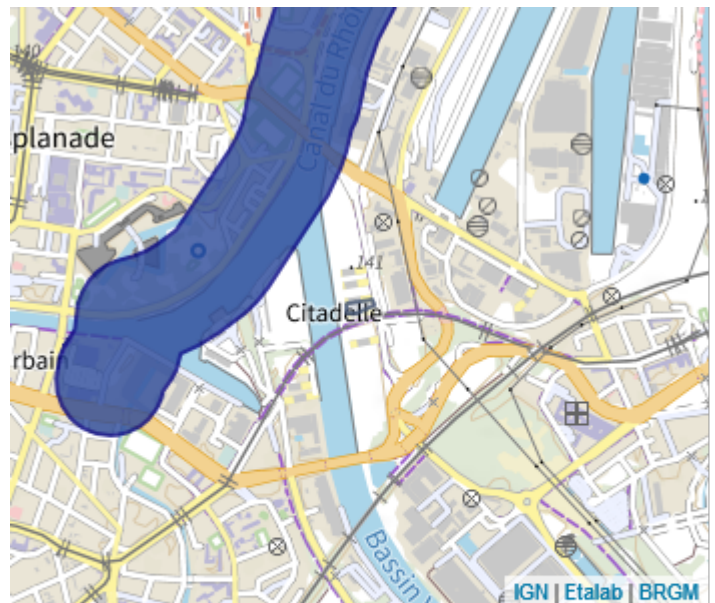 140
Canal du Rhô
planade
141
Citadelle
rbain
Bassin
IGN | Etalab | BRGM